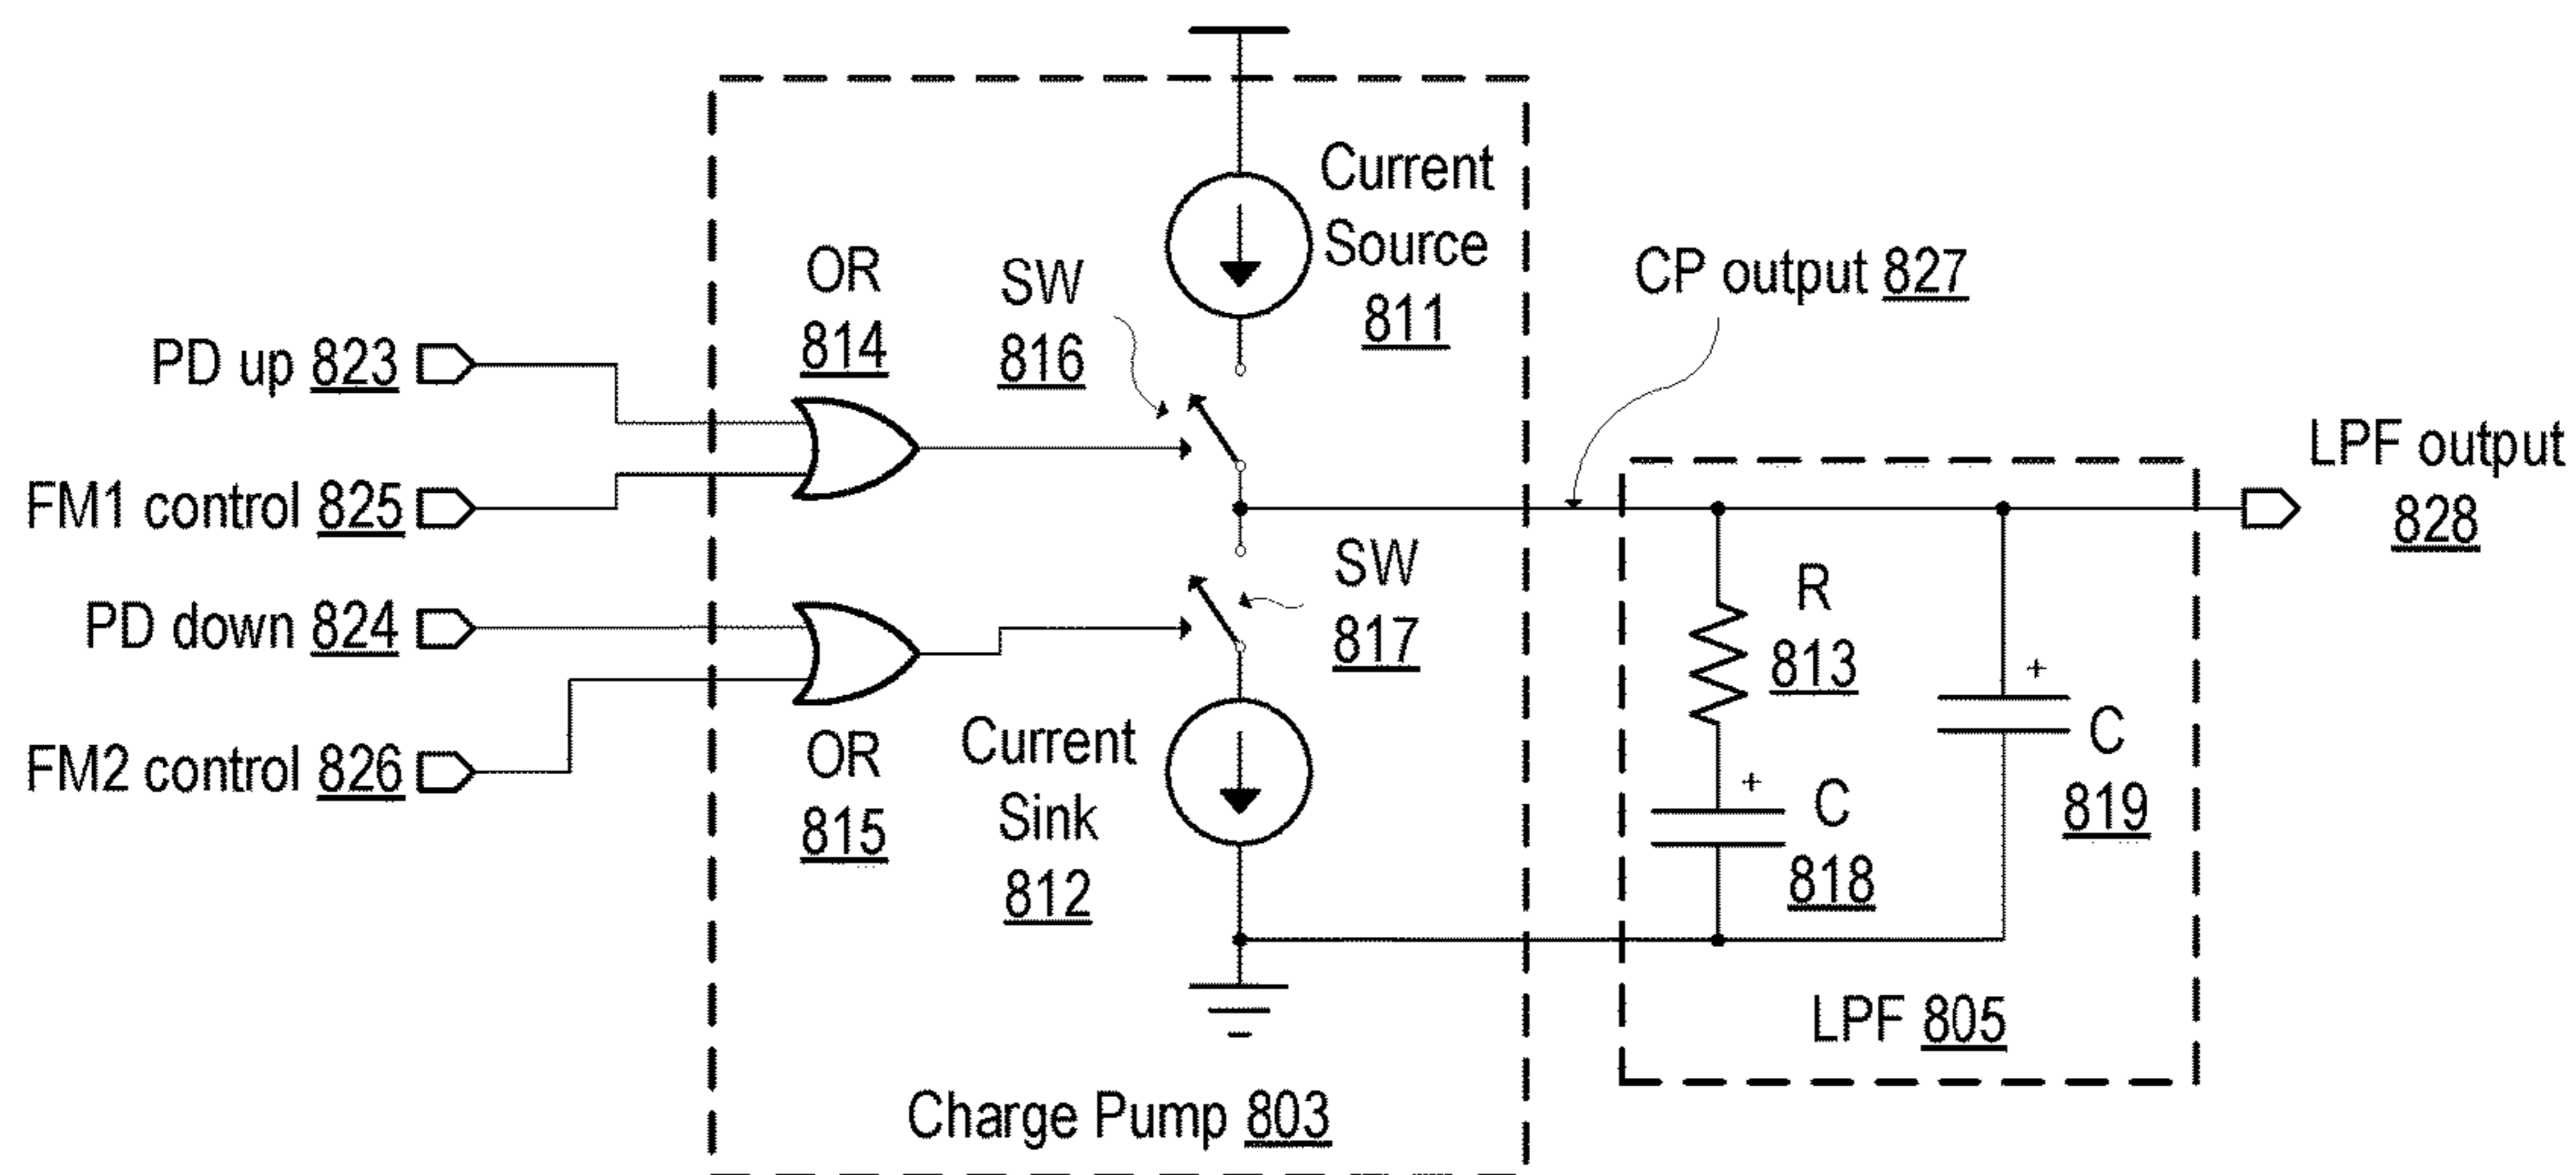 Current
Source
811
OR
814
SW
816
CP output 827
PD up 823
LPF output
828
FM1 control 825
SW
817
R
813
PD down 824
FM2 control 826
OR
815
Current
Sink
812
C
819
C
818
LPF 805
Charge Pump 803
+
+